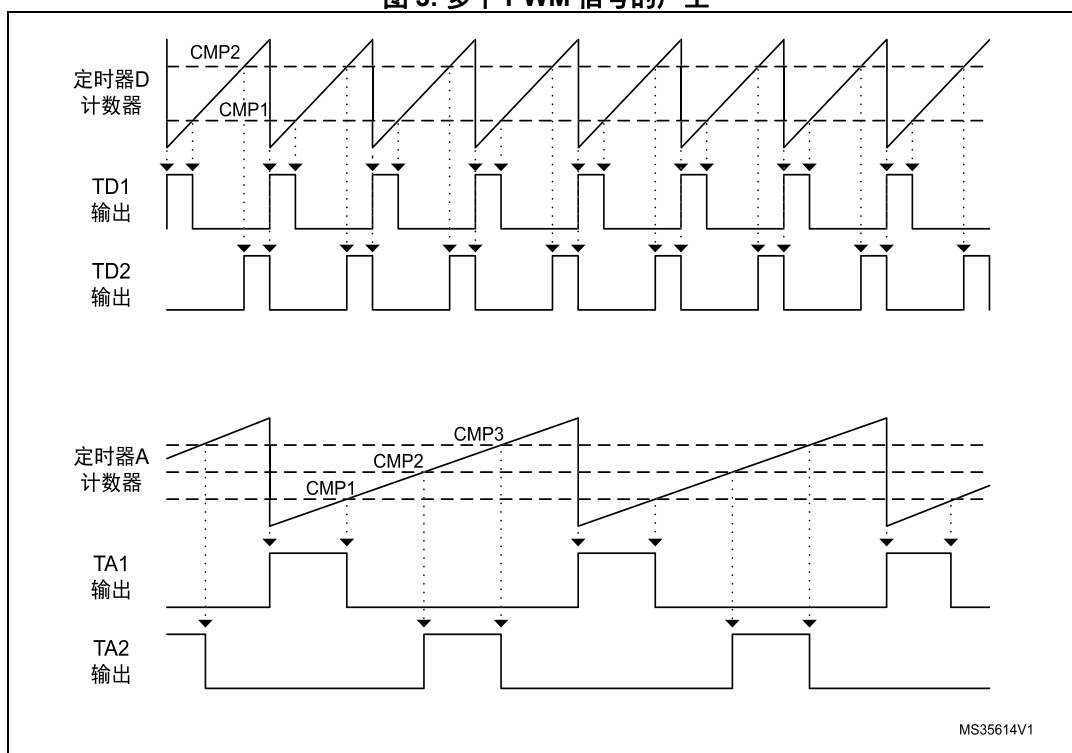 图 5. 多个 PWM 信号的产生
CMP2
定时器D
计数器
CMP1
TD1
输出
TD2
输出
CMP3
定时器A
计数器
CMP2
CMP1
TA1
输出
TA2
输出
MS35614V1